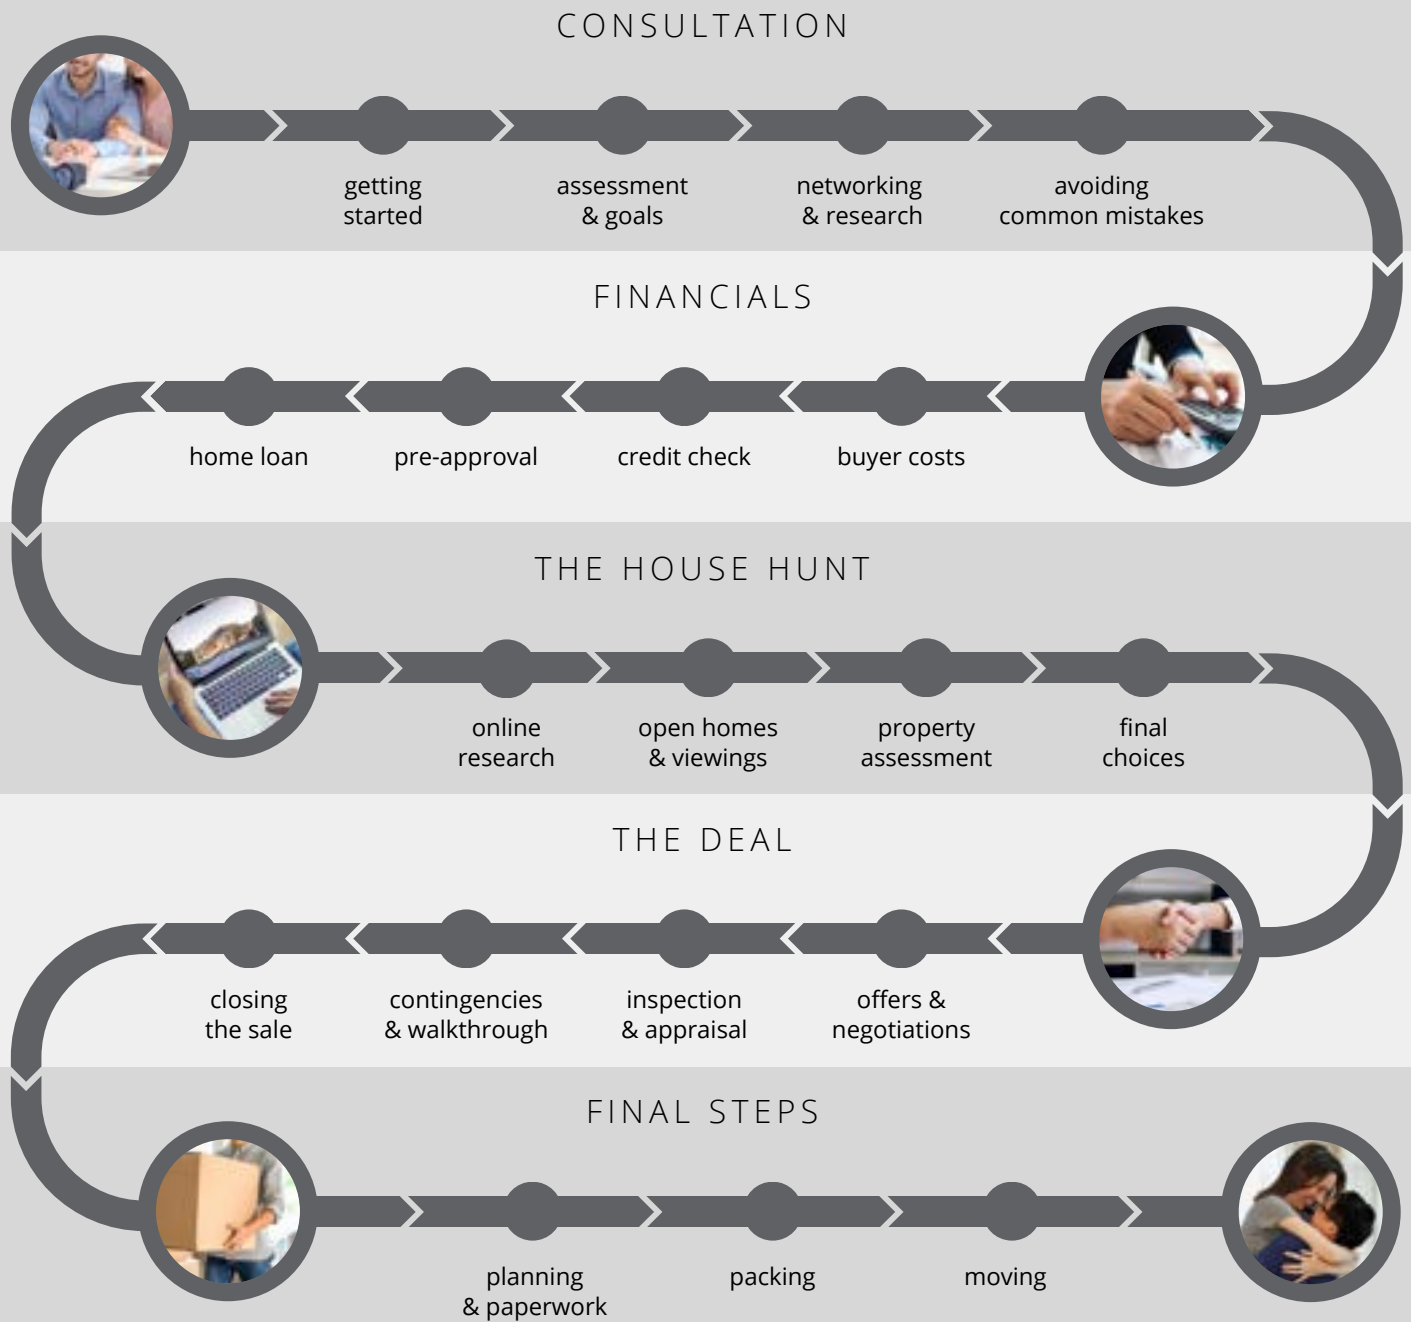 CONSULTATION
getting
started
assessment
& goals
networking
& research
avoiding
common mistakes
FINANCIALS
home loan
pre-approval
credit check
buyer costs
THE HOUSE HUNT
online
research
open homes
& viewings
property
assessment
final
choices
THE DEAL
closing
the sale
contingencies
& walkthrough
inspection
& appraisal
offers &
negotiations
FINAL STEPS
planning
& paperwork
packing
moving